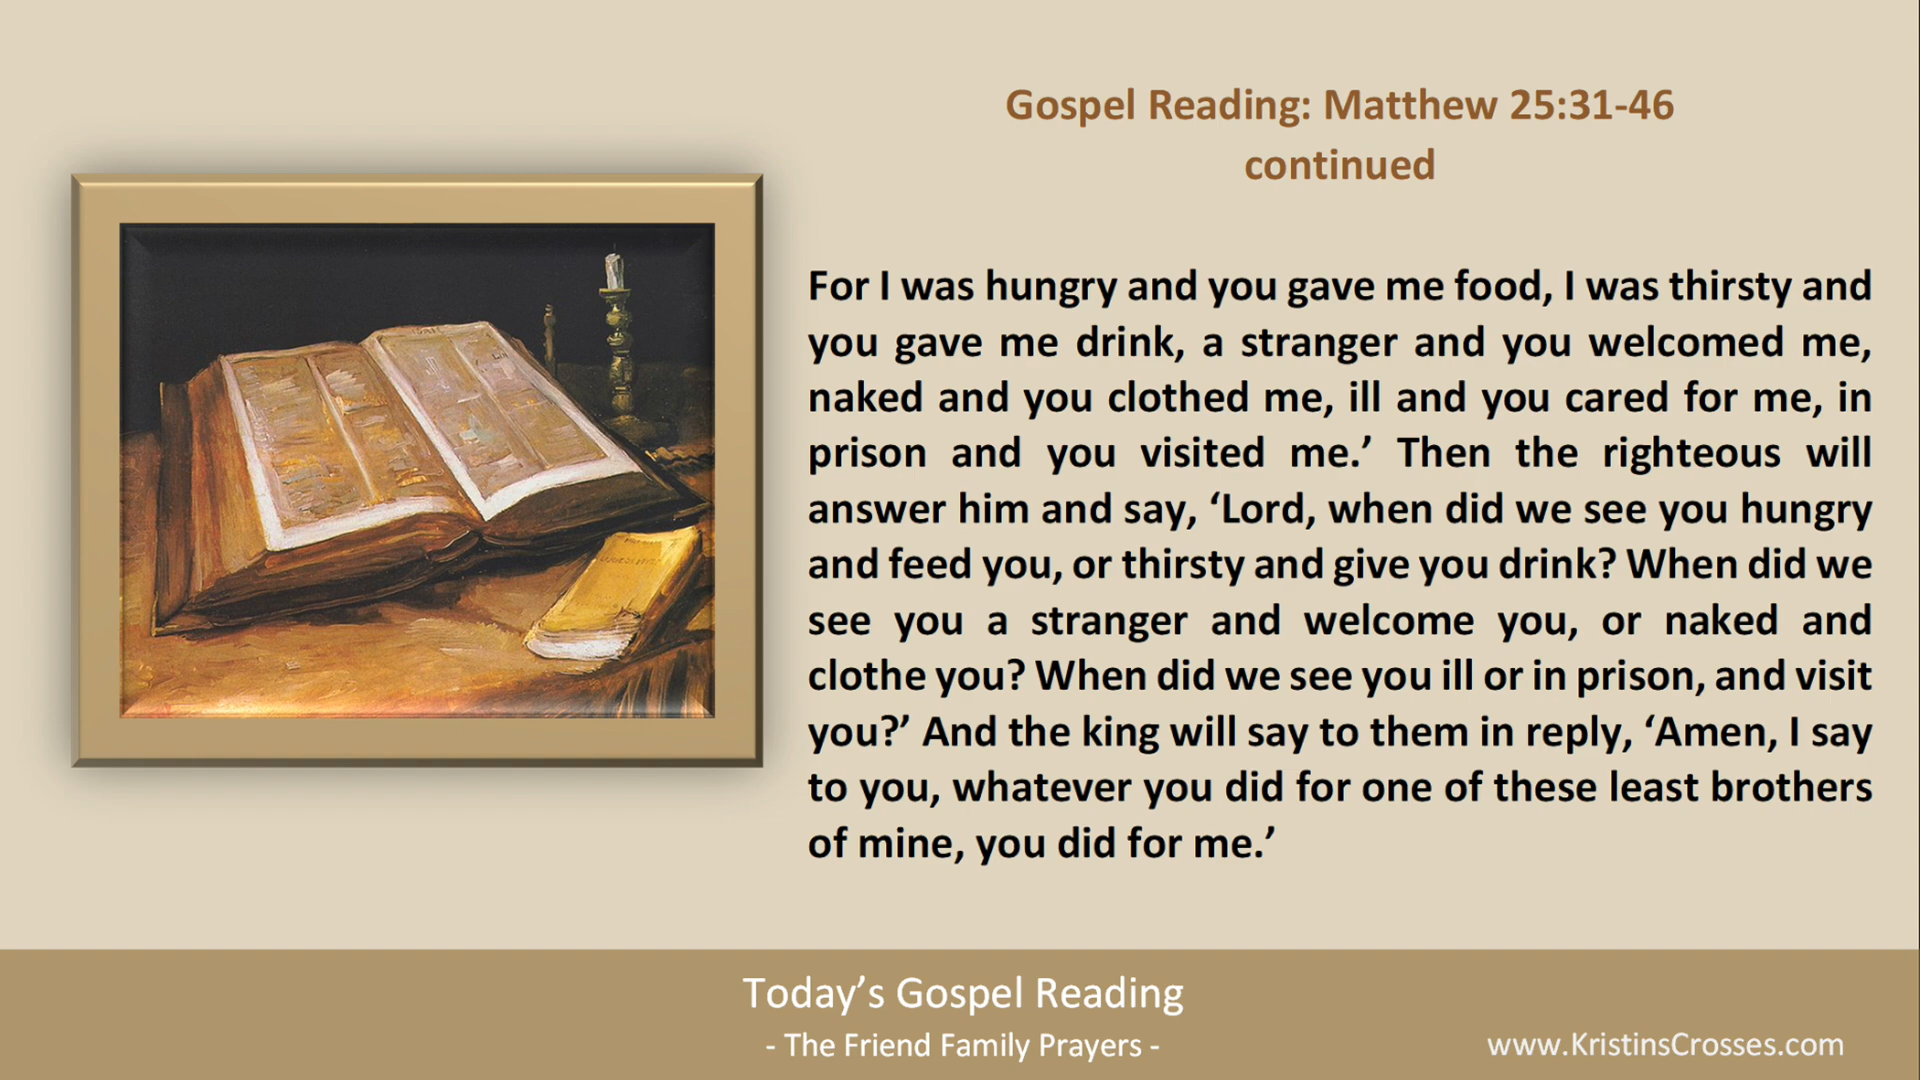 Gospel Reading: Matthew 25:31-46
continued
For I was hungry and you gave me food, I was thirsty and
you gave me drink, a stranger and you welcomed me,
naked and you clothed me, ill and you cared for me, in
prison and you visited me.’ Then the righteous will
answer him and say, ‘Lord, when did we see you hungry
and feed you, or thirsty and give you drink? When did we
see you a stranger and welcome you, or naked and
clothe you? When did we see you ill or in prison, and visit
you?’ And the king will say to them in reply, ‘Amen, I say
to you, whatever you did for one of these least brothers
of mine, you did for me.’
Today’s Gospel Reading
- The Friend Family Prayers -
www.KristinsCrosses.com